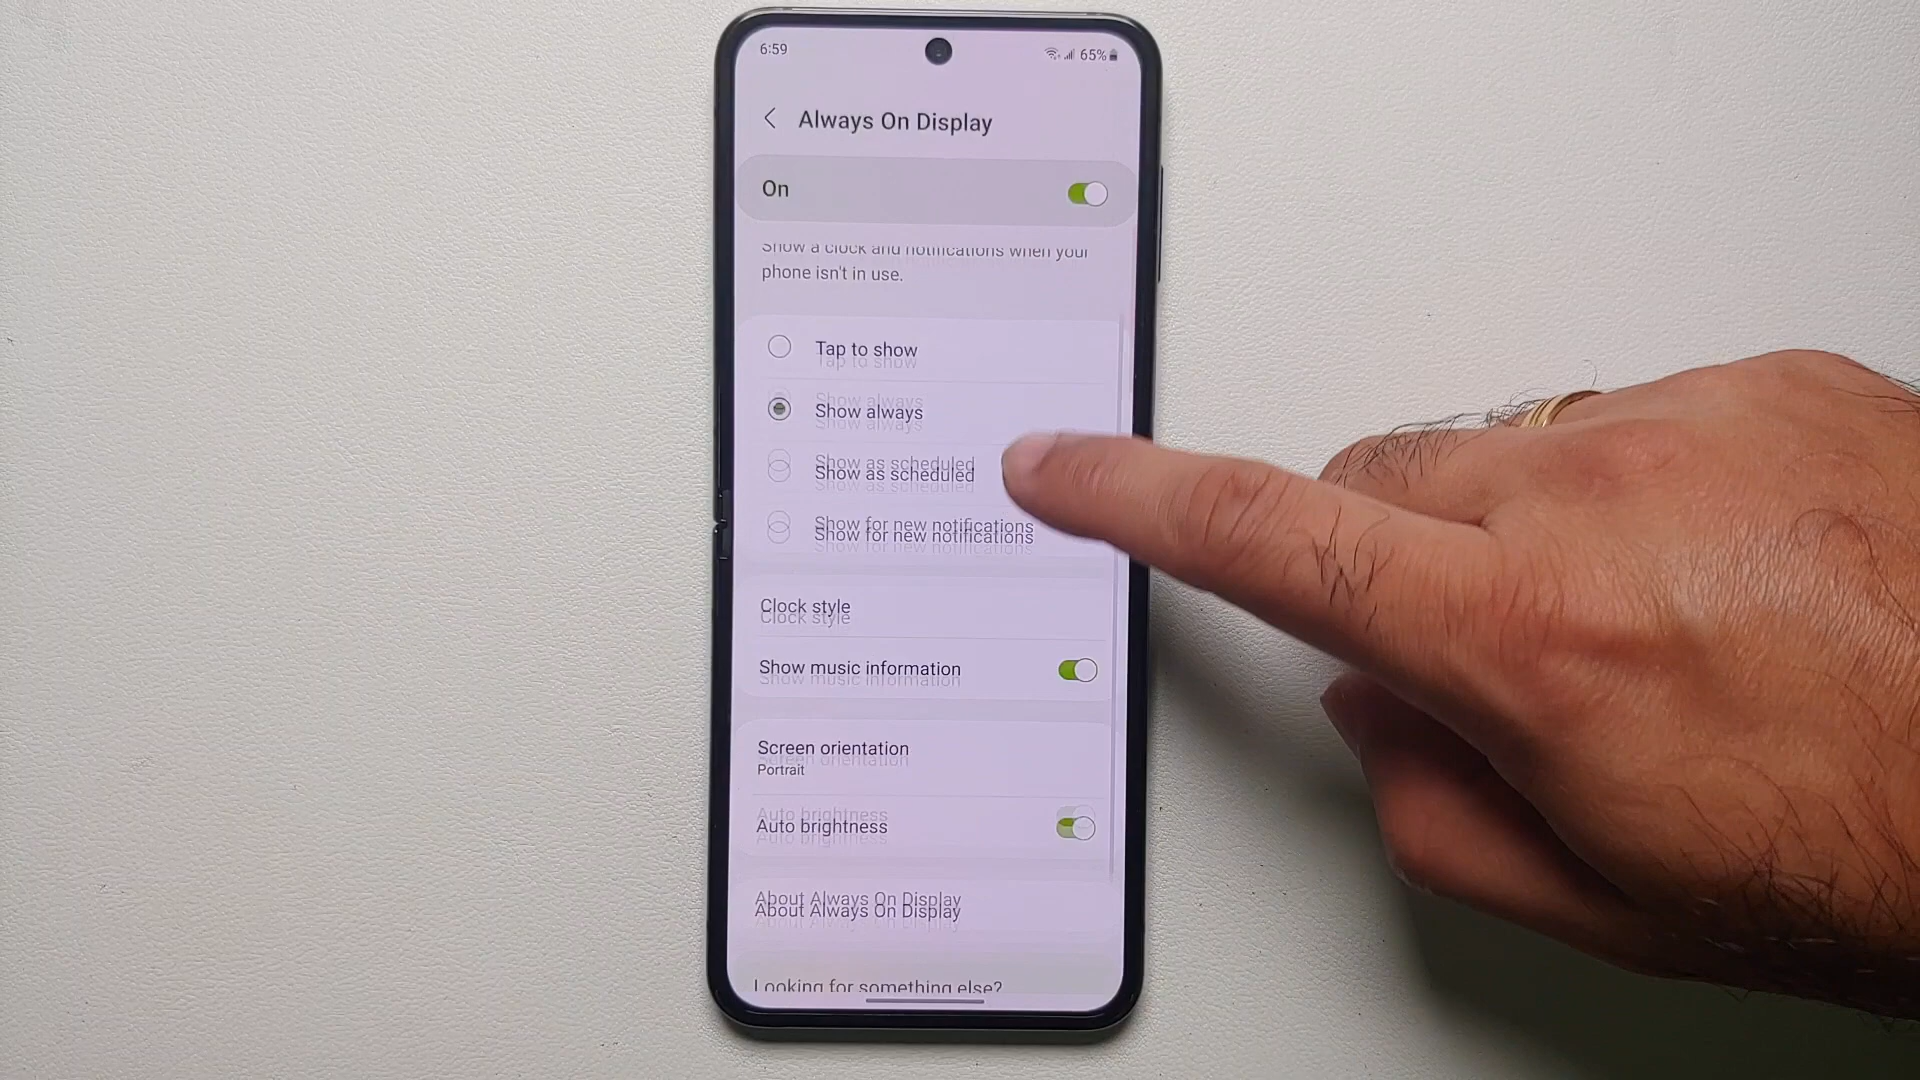 6:59
65%
Always On Display
On
Show a clock and notifications when your
phone isn't in use.
Tap to show
Show always
Show as scheduled
Show for new notifications
Clock style
Show music information
Screen orientation
Portrait
Auto brightness
About Always On Display
Looking for something else?